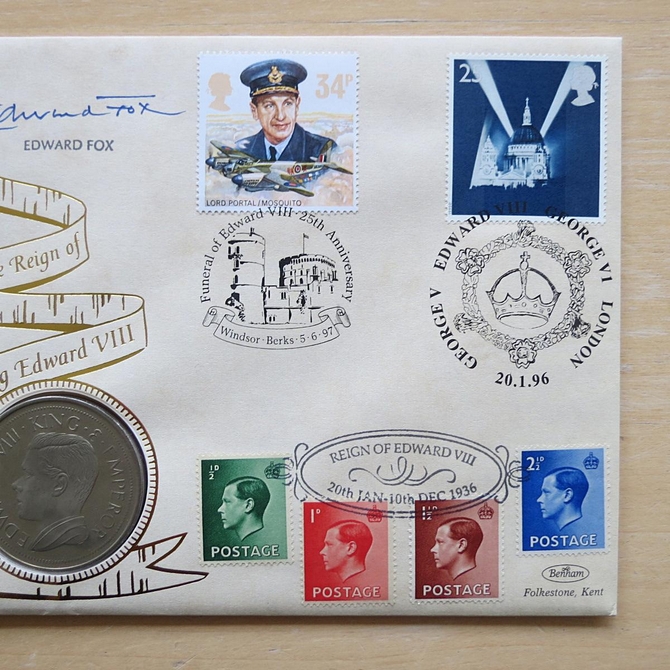 Edward Fox
EDWARD FOX
34P
LORD PORTAL/MOSQUITO
Funeral of Edward VIII · 25th Anniversary
Windsor · Berks · 5 · 6 · 97
GEORGE V EDWARD VIII GEORGE VI LONDON
20.1.96
Reign of
Edward VIII
VIII · KING · E
REIGN OF EDWARD VIII
20th JAN-10th DEC 1936
½D
POSTAGE
1D
POSTAGE
1½D
POSTAGE
2½D
POSTAGE
Benham
Folkestone, Kent